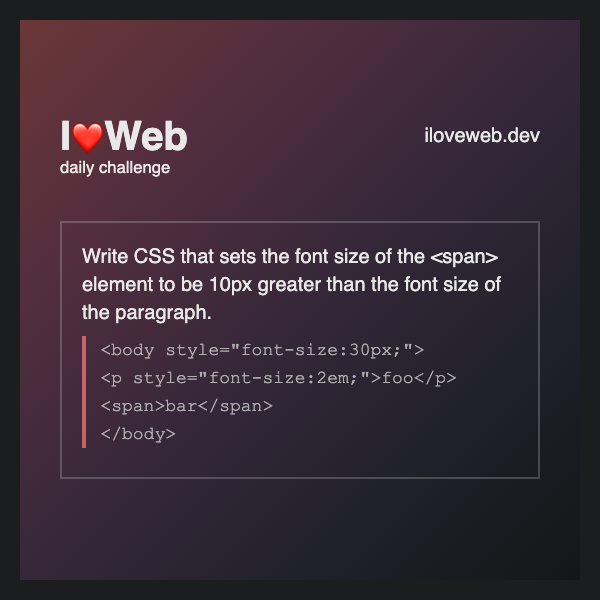 I❤️Web
daily challenge
iloveweb.dev
Write CSS that sets the font size of the <span>
element to be 10px greater than the font size of
the paragraph.
<body style="font-size:30px;">
<p style="font-size:2em;">foo</p>
<span>bar</span>
</body>